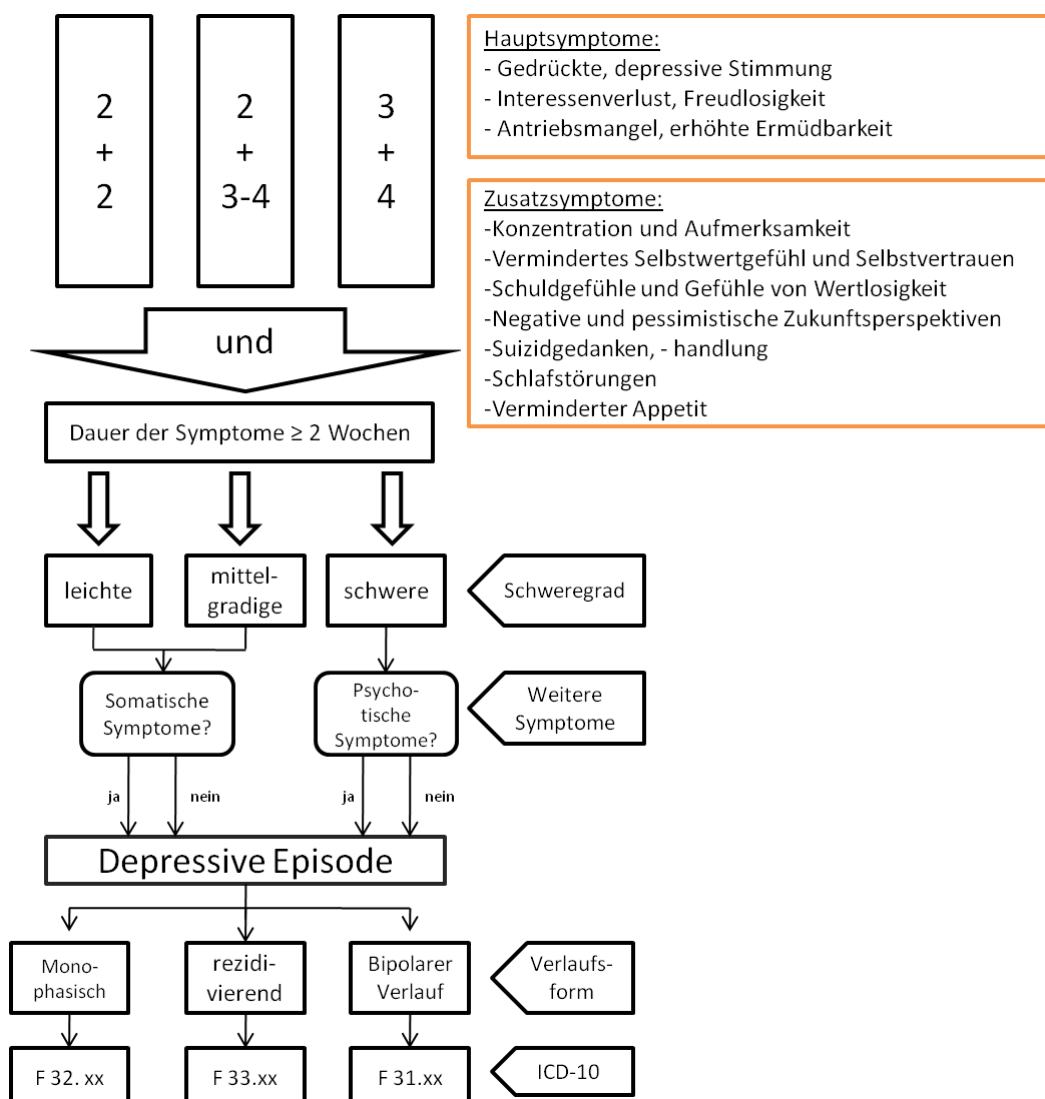 2
+
2
2
+
3-4
3
+
4
Hauptsymptome:
- Gedrückte, depressive Stimmung
- Interessenverlust, Freudlosigkeit
- Antriebsmangel, erhöhte Ermüdbarkeit
Zusatzsymptome:
-Konzentration und Aufmerksamkeit
-Vermindertes Selbstwertgefühl und Selbstvertrauen
-Schuldgefühle und Gefühle von Wertlosigkeit
-Negative und pessimistische Zukunftsperspektiven
-Suizidgedanken, - handlung
-Schlafstörungen
-Verminderter Appetit
und
Dauer der Symptome ≥ 2 Wochen
leichte
mittel-
gradige
schwere
Schweregrad
Somatische
Symptome?
Psycho-
tische
Symptome?
Weitere
Symptome
ja
nein
ja
nein
Depressive Episode
Mono-
phasisch
rezidi-
vierend
Bipolarer
Verlauf
Verlaufs-
form
F 32. xx
F 33.xx
F 31.xx
ICD-10